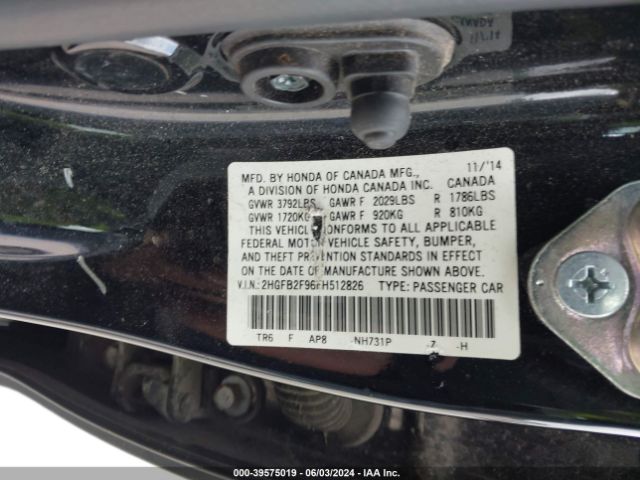 MFD. BY HONDA OF CANADA MFG., 11/'14
A DIVISION OF HONDA CANADA INC. CANADA
GVWR 3792LBS GAWR F 2029LBS R 1786LBS
GVWR 1720KG GAWR F 920KG R 810KG
THIS VEHICLE CONFORMS TO ALL APPLICABLE
FEDERAL MOTOR VEHICLE SAFETY, BUMPER,
AND THEFT PREVENTION STANDARDS IN EFFECT
ON THE DATE OF MANUFACTURE SHOWN ABOVE.
V.I.N.: 2HGFB2F96FH512826 TYPE: PASSENGER CAR
TR6 F AP8 -NH731P -7 -H
000-39575019 - 06/03/2024 - IAAI.com